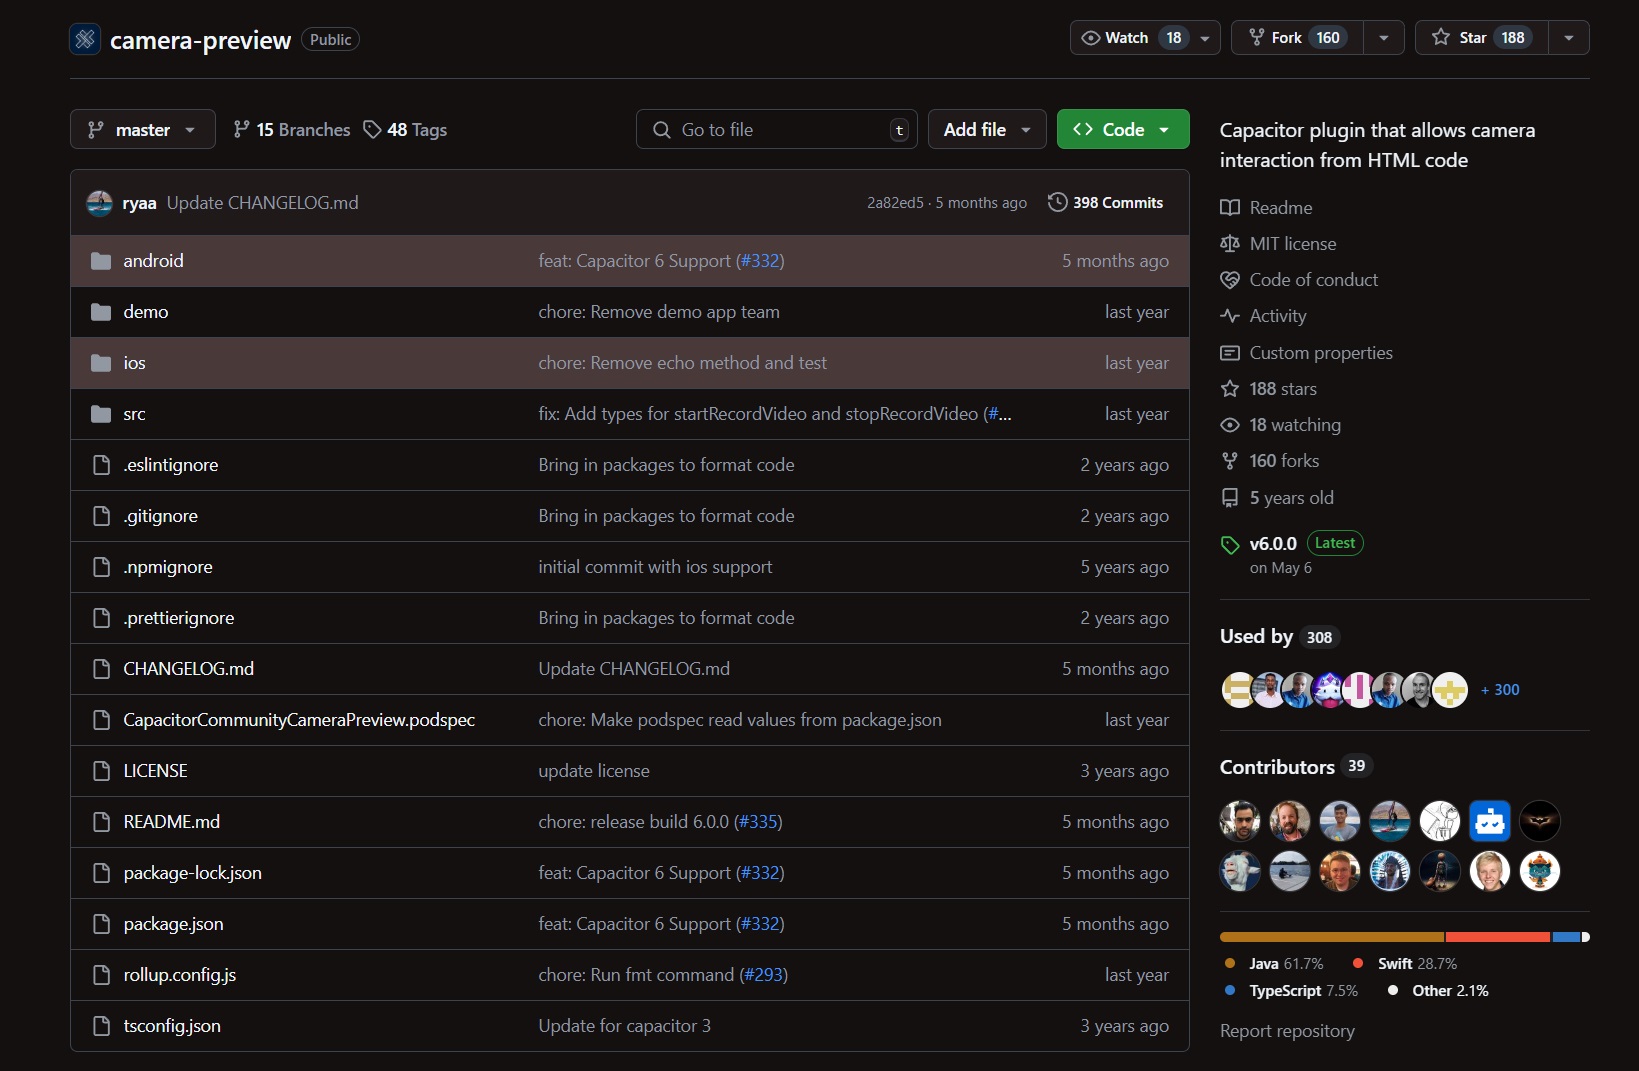 camera-preview Public Watch 18 Fork 160 Star 188
master 15 Branches 48 Tags Go to file t Add file Code
ryaa Update CHANGELOG.md 2a82ed5 · 5 months ago 398 Commits
android feat: Capacitor 6 Support (#332) 5 months ago
demo chore: Remove demo app team last year
ios chore: Remove echo method and test last year
src fix: Add types for startRecordVideo and stopRecordVideo (#... last year
.eslintignore Bring in packages to format code 2 years ago
.gitignore Bring in packages to format code 2 years ago
.npmignore initial commit with ios support 5 years ago
.prettierignore Bring in packages to format code 2 years ago
CHANGELOG.md Update CHANGELOG.md 5 months ago
CapacitorCommunityCameraPreview.podspec chore: Make podspec read values from package.json last year
LICENSE update license 3 years ago
README.md chore: release build 6.0.0 (#335) 5 months ago
package-lock.json feat: Capacitor 6 Support (#332) 5 months ago
package.json feat: Capacitor 6 Support (#332) 5 months ago
rollup.config.js chore: Run fmt command (#293) last year
tsconfig.json Update for capacitor 3 3 years ago
Capacitor plugin that allows camera
interaction from HTML code
Readme
MIT license
Code of conduct
Activity
Custom properties
188 stars
18 watching
160 forks
5 years old
v6.0.0 Latest
on May 6
Used by 308
+ 300
Contributors 39
Java 61.7% Swift 28.7%
TypeScript 7.5% Other 2.1%
Report repository